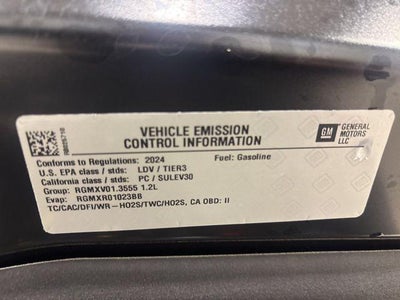 VEHICLE EMISSION
CONTROL INFORMATION
GM GENERAL MOTORS LLC
Conforms to Regulations: 2024 Fuel: Gasoline
U.S. EPA class / stds: LDV / TIER3
California class / stds: PC / SULEV30
Group: RGMXV01.3555 1.2L
Evap: RGMXR0102388
TC/CAC/DFI/WR-HO2S/TWC/HO2S, CA OBD: II